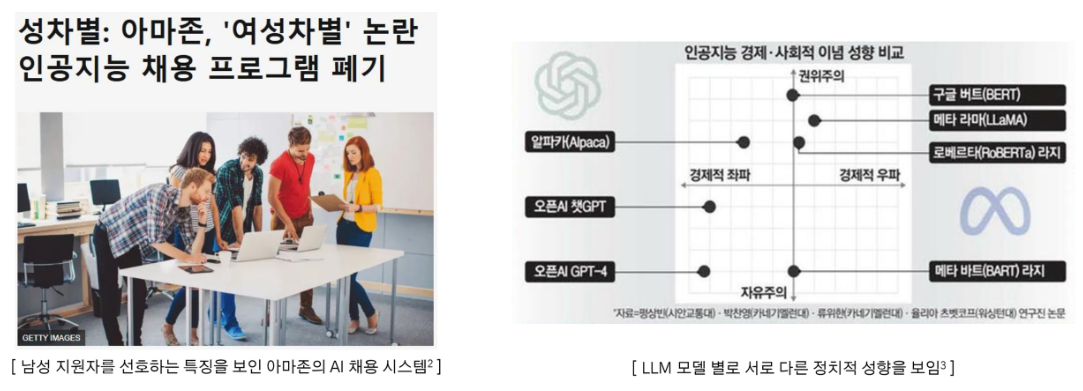 성차별: 아마존, '여성차별' 논란
인공지능 채용 프로그램 폐기
GETTY IMAGES
[ 남성 지원자를 선호하는 특징을 보인 아마존의 AI 채용 시스템² ]
인공지능 경제·사회적 이념 성향 비교
권위주의
구글 버트(BERT)
메타 라마(LLaMA)
알파카(Alpaca)
로베르타(RoBERTa) 라지
경제적 좌파
경제적 우파
오픈AI 챗GPT
오픈AI GPT-4
메타 바트(BART) 라지
자유주의
*자료=펑상빈(시안교통대)·박찬영(카네기멜런대)·류위한(카네기멜런대)·율리아 츠벳코프(워싱턴대) 연구진 논문
[ LLM 모델 별로 서로 다른 정치적 성향을 보임³ ]